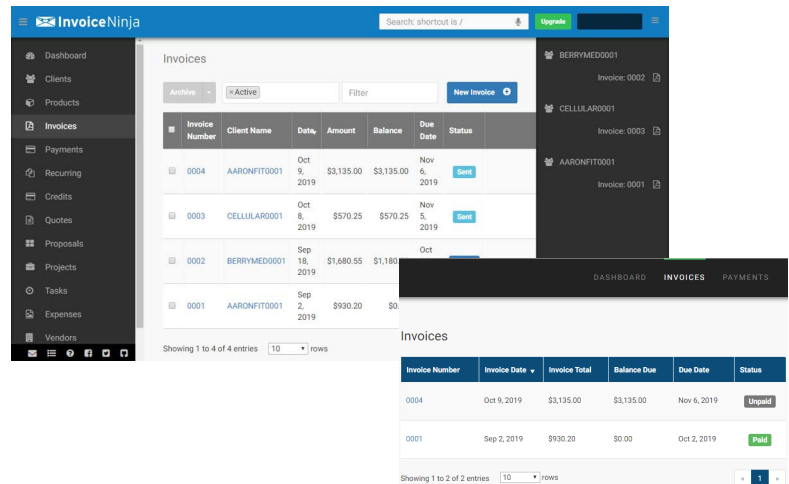 InvoiceNinja
Search: shortcut is /
Upgrade
Dashboard
Clients
Products
Invoices
Payments
Recurring
Credits
Quotes
Proposals
Projects
Tasks
Expenses
Vendors
Invoices
Archive
×Active
Filter
New Invoice
Invoice Number Client Name Date Amount Balance Due Date Status
0004 AARONFIT0001 Oct 9, 2019 $3,135.00 $3,135.00 Nov 6, 2019 Sent
0003 CELLULAR0001 Oct 8, 2019 $570.25 $570.25 Nov 5, 2019 Sent
0002 BERRYMED0001 Sep 18, 2019 $1,680.55 $1,180. Oct
0001 AARONFIT0001 Sep 2, 2019 $930.20 $0.
Showing 1 to 4 of 4 entries 10 rows
BERRYMED0001
Invoice: 0002
CELLULAR0001
Invoice: 0003
AARONFIT0001
Invoice: 0001
DASHBOARD INVOICES PAYMENTS
Invoices
Invoice Number Invoice Date Invoice Total Balance Due Due Date Status
0004 Oct 9, 2019 $3,135.00 $3,135.00 Nov 6, 2019 Unpaid
0001 Sep 2, 2019 $930.20 $0.00 Oct 2, 2019 Paid
Showing 1 to 2 of 2 entries 10 rows
« 1 »